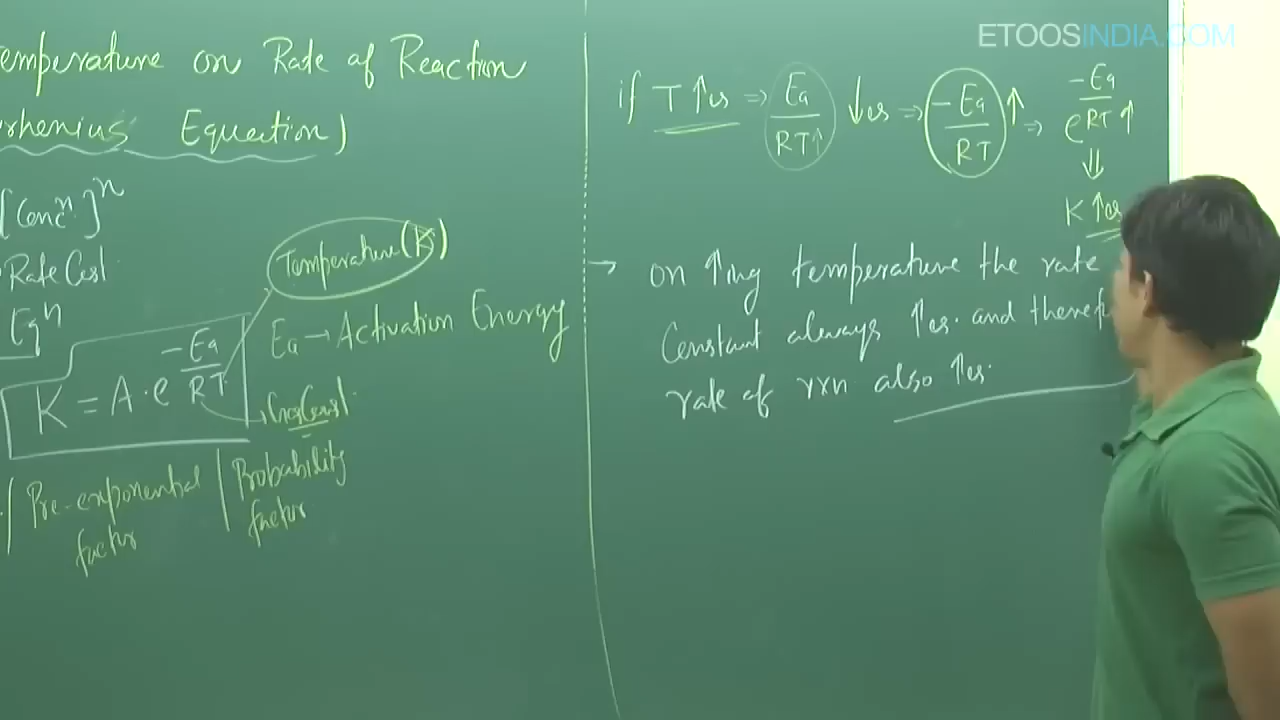 ETOOSINDIA.COM
emperature on Rate of Reaction
rhenius Equation)
[Concⁿ]ⁿ
Rate Cost.
Eqⁿ
K = A · e^(-Ea/RT)
Temperature (K)
Ea → Activation Energy
→ Gas Const.
/ Pre-exponential factor | Probability factor
if T ↑es ⇒ Ea/RT↑ ↓es ⇒ -Ea/RT ↑ ⇒ e^(-Ea/RT) ↑
⇓
K ↑es
→ on ↑ing temperature the rate
Constant always ↑es. and theref
rate of rxn also ↑es.